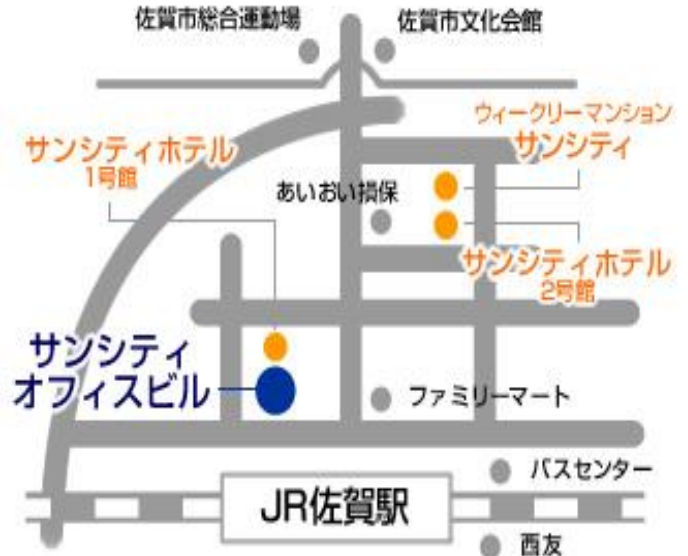 佐賀市総合運動場
佐賀市文化会館
ウィークリーマンション
サンシティ
サンシティホテル
1号館
あいおい損保
サンシティホテル
2号館
サンシティ
オフィスビル
ファミリーマート
バスセンター
JR佐賀駅
西友